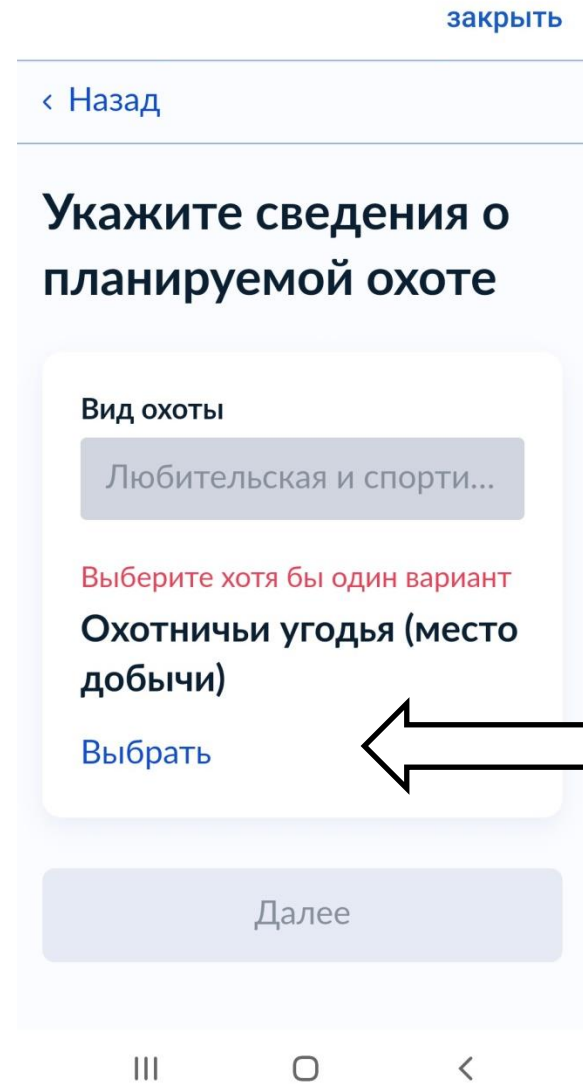 закрыть
‹ Назад
Укажите сведения о
планируемой охоте
Вид охоты
Любительская и спорти...
Выберите хотя бы один вариант
Охотничьи угодья (место
добычи)
Выбрать
Далее